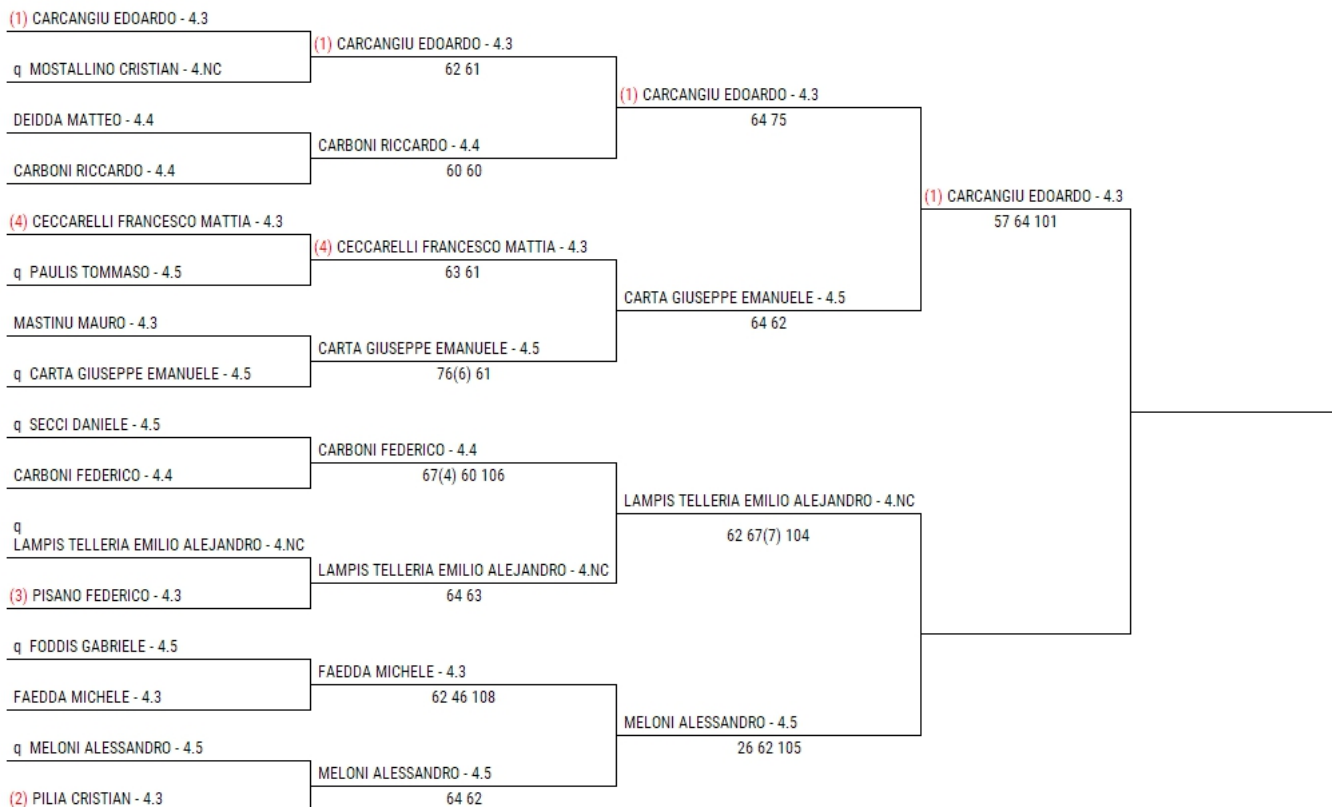 (1) CARCANGIU EDOARDO - 4.3
q MOSTALLINO CRISTIAN - 4.NC
DEIDDA MATTEO - 4.4
CARBONI RICCARDO - 4.4
(4) CECCARELLI FRANCESCO MATTIA - 4.3
q PAULIS TOMMASO - 4.5
MASTINU MAURO - 4.3
q CARTA GIUSEPPE EMANUELE - 4.5
q SECCI DANIELE - 4.5
CARBONI FEDERICO - 4.4
q
LAMPIS TELLERIA EMILIO ALEJANDRO - 4.NC
(3) PISANO FEDERICO - 4.3
q FODDIS GABRIELE - 4.5
FAEDDA MICHELE - 4.3
q MELONI ALESSANDRO - 4.5
(2) PILIA CRISTIAN - 4.3
(1) CARCANGIU EDOARDO - 4.3
62 61
CARBONI RICCARDO - 4.4
60 60
(4) CECCARELLI FRANCESCO MATTIA - 4.3
63 61
CARTA GIUSEPPE EMANUELE - 4.5
76(6) 61
CARBONI FEDERICO - 4.4
67(4) 60 106
LAMPIS TELLERIA EMILIO ALEJANDRO - 4.NC
64 63
FAEDDA MICHELE - 4.3
62 46 108
MELONI ALESSANDRO - 4.5
64 62
(1) CARCANGIU EDOARDO - 4.3
64 75
CARTA GIUSEPPE EMANUELE - 4.5
64 62
LAMPIS TELLERIA EMILIO ALEJANDRO - 4.NC
62 67(7) 104
MELONI ALESSANDRO - 4.5
26 62 105
(1) CARCANGIU EDOARDO - 4.3
57 64 101